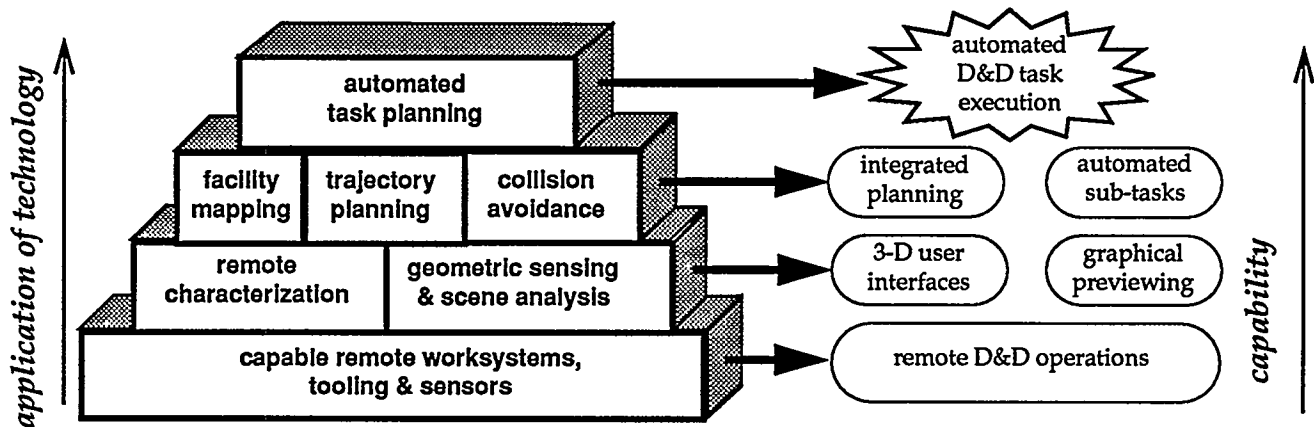 application of technology
automated
task planning
facility
mapping
trajectory
planning
collision
avoidance
remote
characterization
geometric sensing
& scene analysis
capable remote worksystems,
tooling & sensors
automated
D&D task
execution
integrated
planning
automated
sub-tasks
3-D user
interfaces
graphical
previewing
remote D&D operations
capability